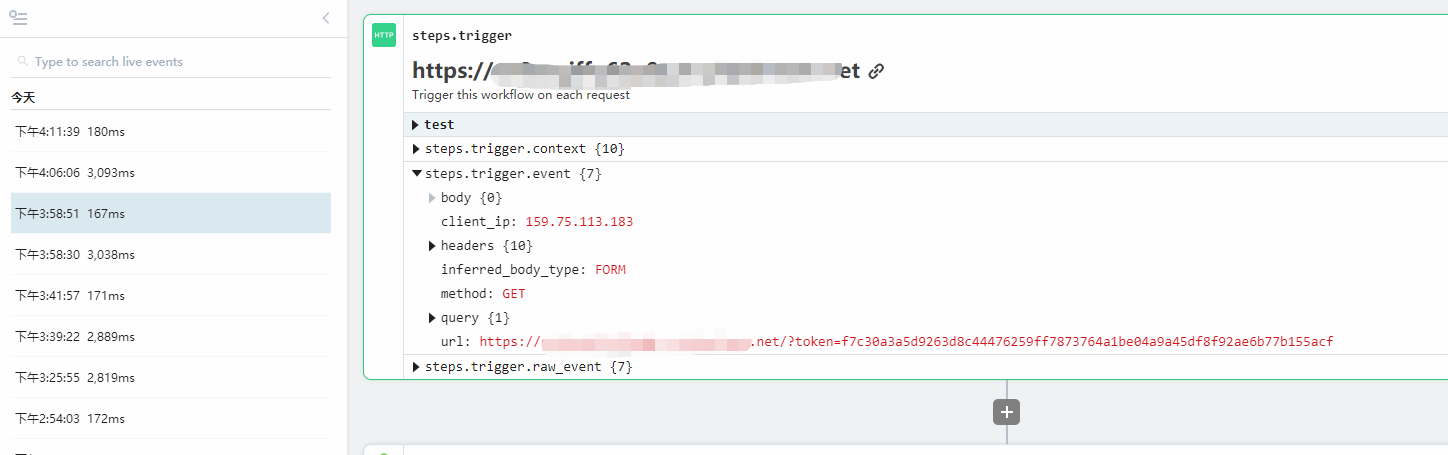 Type to search live events
今天
下午4:11:39 180ms
下午4:06:06 3,093ms
下午3:58:51 167ms
下午3:58:30 3,038ms
下午3:41:57 171ms
下午3:39:22 2,889ms
下午3:25:55 2,819ms
下午2:54:03 172ms
HTTP
steps.trigger
https:// et
Trigger this workflow on each request
test
steps.trigger.context {10}
steps.trigger.event {7}
body {0}
client_ip: 159.75.113.183
headers {10}
inferred_body_type: FORM
method: GET
query {1}
url: https:// .net/?token=f7c30a3a5d9263d8c44476259ff7873764a1be04a9a45df8f92ae6b77b155acf
steps.trigger.raw_event {7}